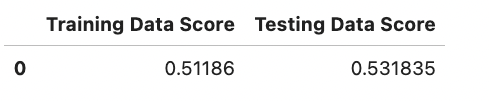 Training Data Score Testing Data Score
0 0.51186 0.531835